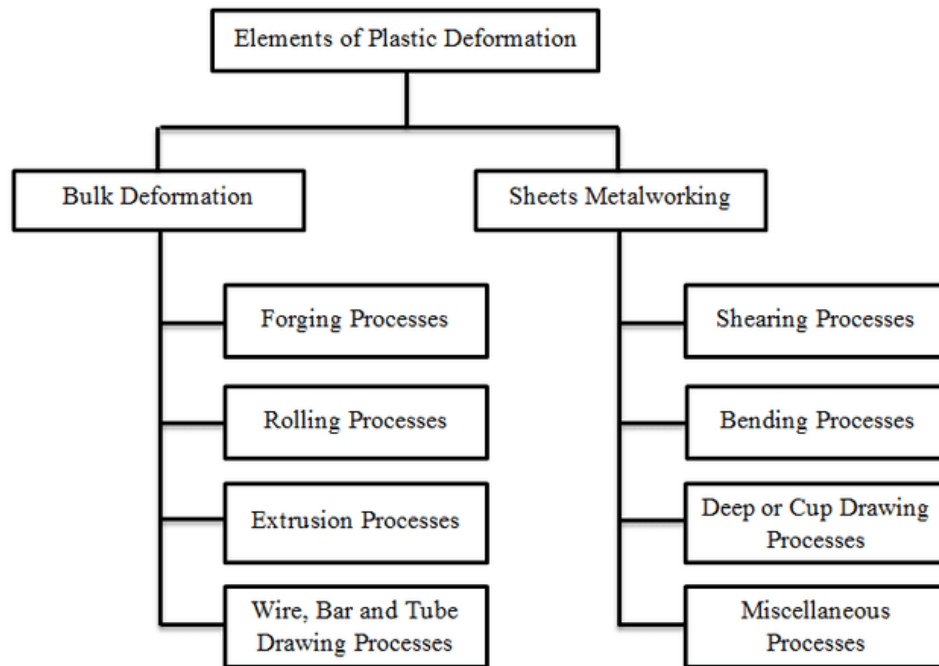 Elements of Plastic Deformation
Bulk Deformation
Sheets Metalworking
Forging Processes
Shearing Processes
Rolling Processes
Bending Processes
Extrusion Processes
Deep or Cup Drawing
Processes
Wire, Bar and Tube
Drawing Processes
Miscellaneous
Processes